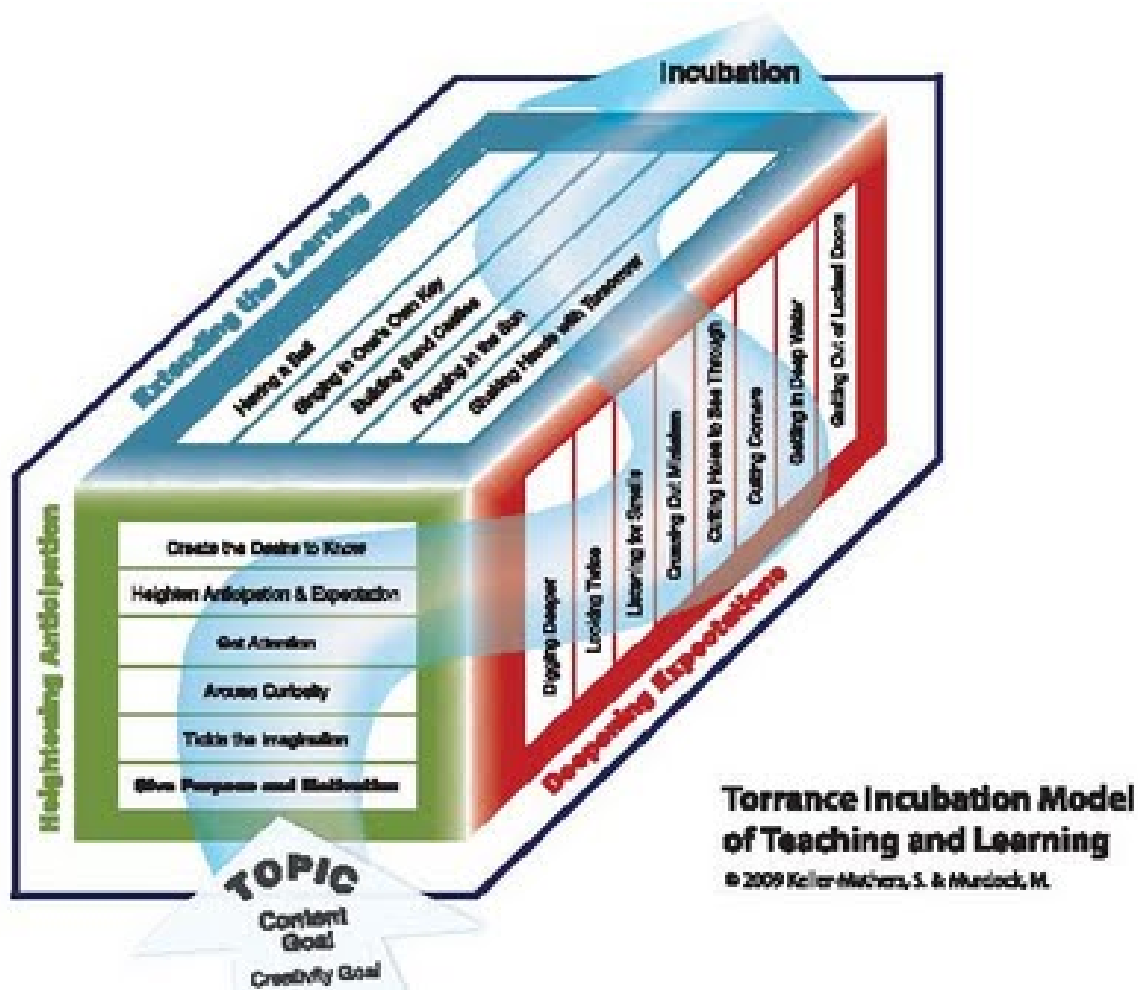 Incubation
Extending the Learning
Having a Ball
Singing in One's Own Key
Building Sand Castles
Plugging in the Sun
Shaking Hands with Tomorrow
Heightening Anticipation
Create the Desire to Know
Heighten Anticipation & Expectation
Get Attention
Arouse Curiosity
Tickle the Imagination
Give Purpose and Motivation
Digging Deeper
Looking Twice
Listening for Smells
Crossing Out Mistakes
Cutting Holes to See Through
Cutting Corners
Getting in Deep Water
Getting Out of Locked Doors
Deepening Expectations
TOPIC
Content
Goal
Creativity Goal
Torrance Incubation Model
of Teaching and Learning
© 2009 Keller-Mathers, S. & Murdock, M.